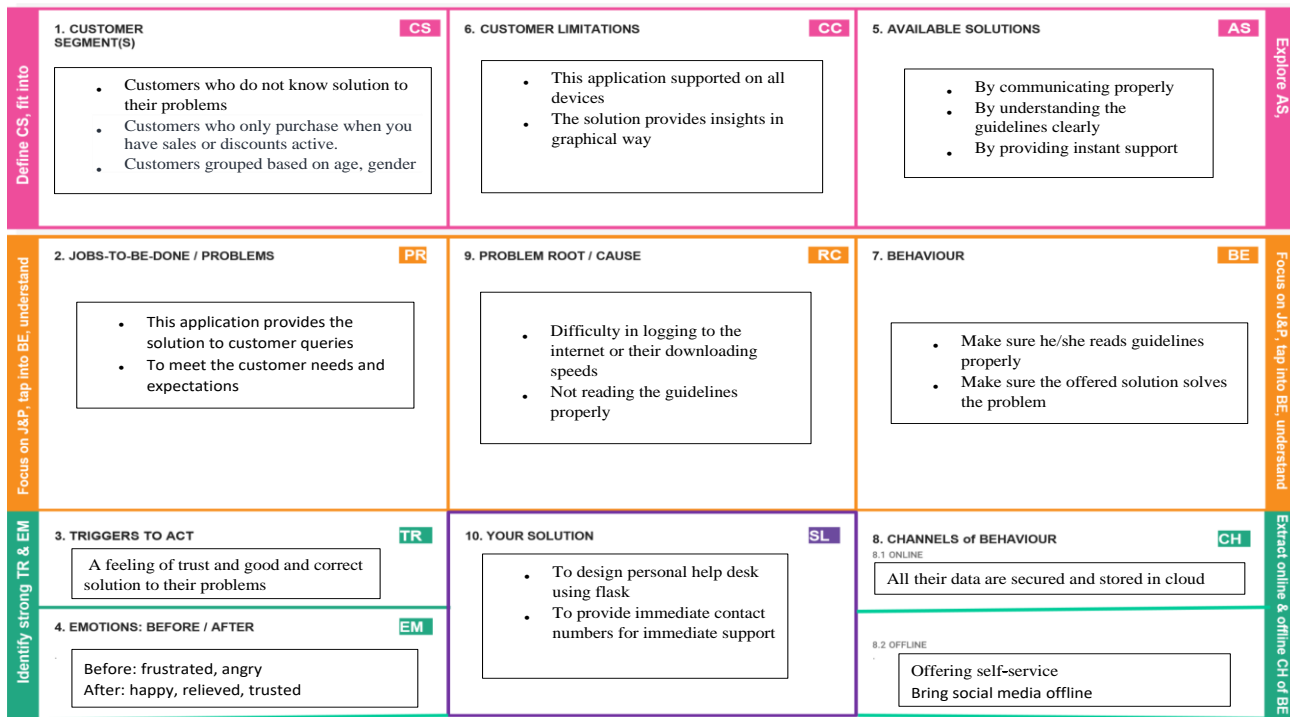 Define CS, fit into
1. CUSTOMER
SEGMENT(S)
CS
• Customers who do not know solution to
their problems
• Customers who only purchase when you
have sales or discounts active.
• Customers grouped based on age, gender
6. CUSTOMER LIMITATIONS
CC
• This application supported on all
devices
• The solution provides insights in
graphical way
5. AVAILABLE SOLUTIONS
AS
• By communicating properly
• By understanding the
guidelines clearly
• By providing instant support
Explore AS,
Focus on J&P, tap into BE, understand
2. JOBS-TO-BE-DONE / PROBLEMS
PR
• This application provides the
solution to customer queries
• To meet the customer needs and
expectations
9. PROBLEM ROOT / CAUSE
RC
• Difficulty in logging to the
internet or their downloading
speeds
• Not reading the guidelines
properly
7. BEHAVIOUR
BE
• Make sure he/she reads guidelines
properly
• Make sure the offered solution solves
the problem
Focus on J&P, tap into BE, understand
Identify strong TR & EM
3. TRIGGERS TO ACT
TR
A feeling of trust and good and correct
solution to their problems
4. EMOTIONS: BEFORE / AFTER
EM
Before: frustrated, angry
After: happy, relieved, trusted
10. YOUR SOLUTION
SL
• To design personal help desk
using flask
• To provide immediate contact
numbers for immediate support
8. CHANNELS of BEHAVIOUR
CH
8.1 ONLINE
All their data are secured and stored in cloud
8.2 OFFLINE
Offering self-service
Bring social media offline
Extract online & offline CH of BE